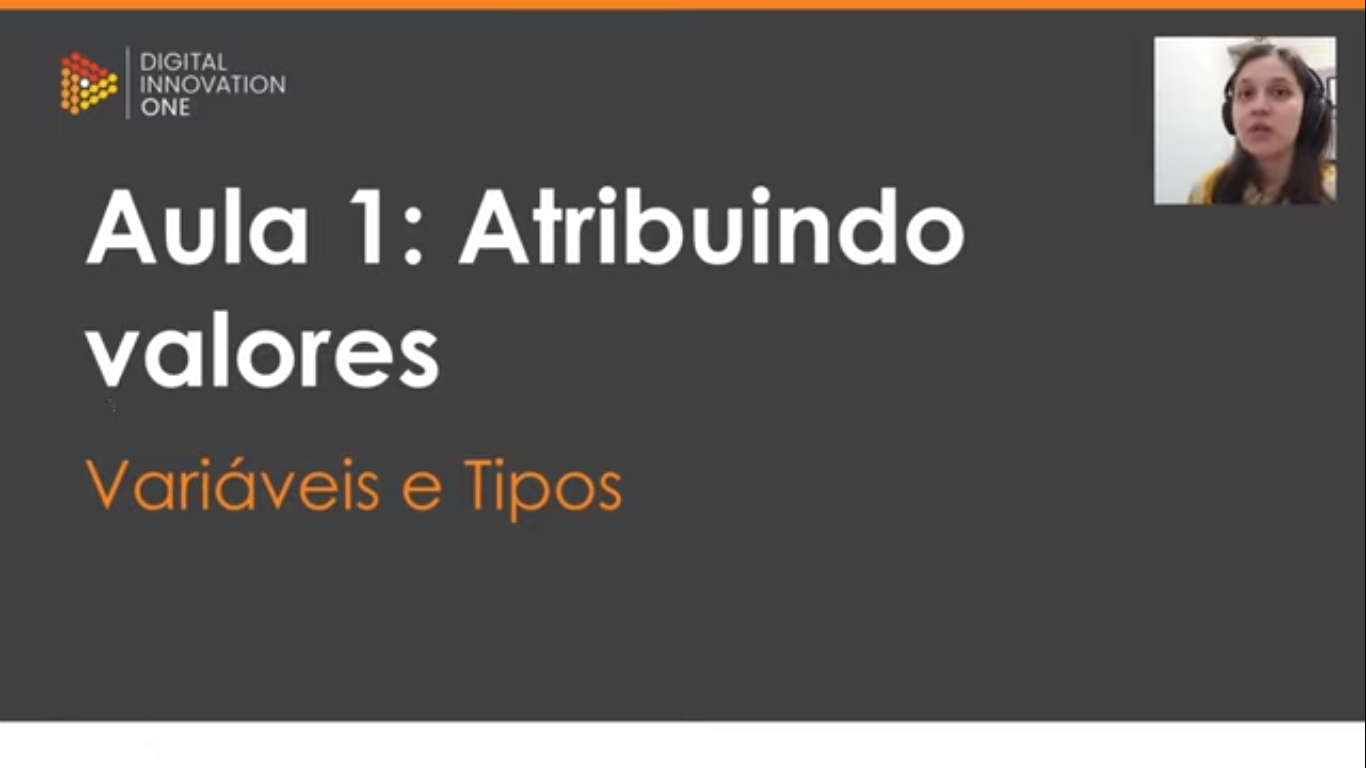 DIGITAL
INNOVATION
ONE
Aula 1: Atribuindo
valores
Variáveis e Tipos